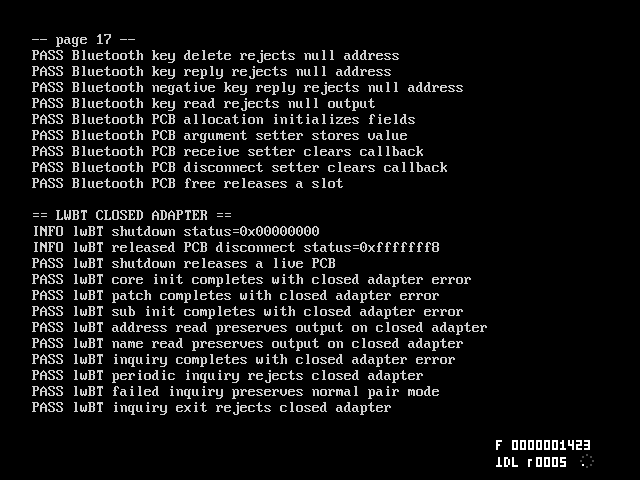 -- page 17 --
PASS Bluetooth key delete rejects null address
PASS Bluetooth key reply rejects null address
PASS Bluetooth negative key reply rejects null address
PASS Bluetooth key read rejects null output
PASS Bluetooth PCB allocation initializes fields
PASS Bluetooth PCB argument setter stores value
PASS Bluetooth PCB receive setter clears callback
PASS Bluetooth PCB disconnect setter clears callback
PASS Bluetooth PCB free releases a slot
== LWBT CLOSED ADAPTER ==
INFO lwBT shutdown status=0x00000000
INFO lwBT released PCB disconnect status=0xfffffff8
PASS lwBT shutdown releases a live PCB
PASS lwBT core init completes with closed adapter error
PASS lwBT patch completes with closed adapter error
PASS lwBT sub init completes with closed adapter error
PASS lwBT address read preserves output on closed adapter
PASS lwBT name read preserves output on closed adapter
PASS lwBT inquiry completes with closed adapter error
PASS lwBT periodic inquiry rejects closed adapter
PASS lwBT failed inquiry preserves normal pair mode
PASS lwBT inquiry exit rejects closed adapter
F 0000001423
IDL r0005